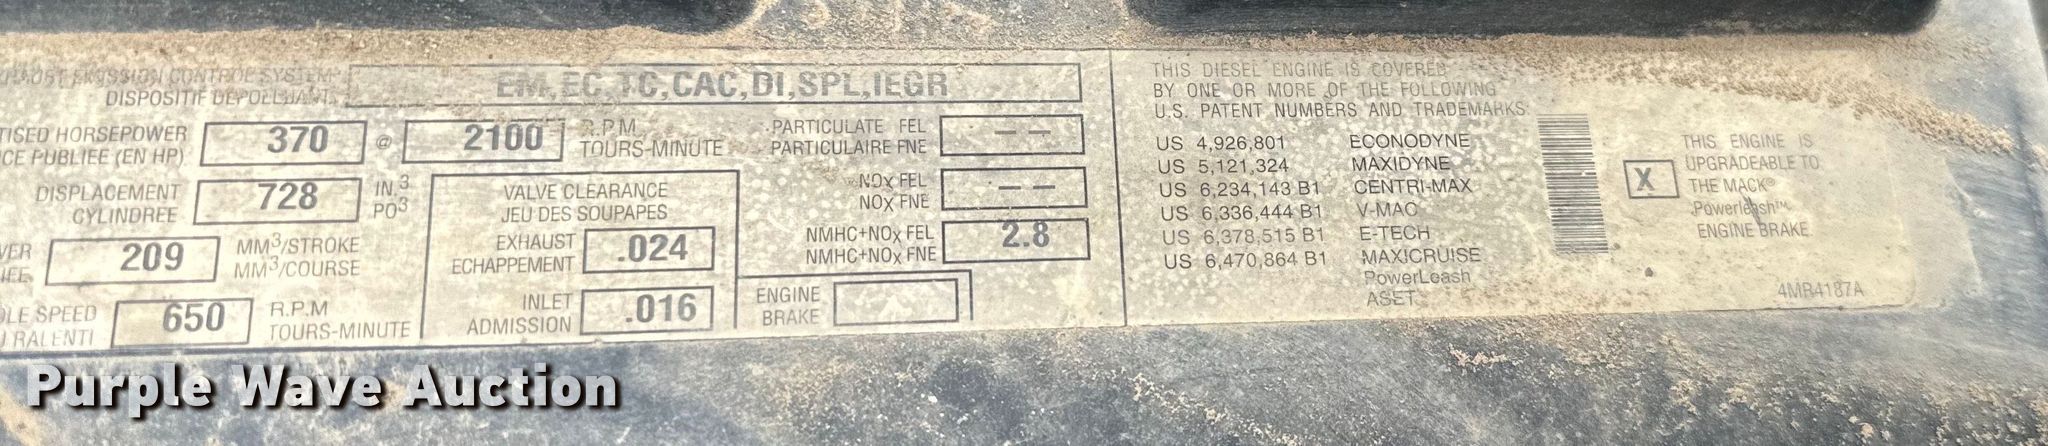 EXHAUST EMISSION CONTROL SYSTEM EM,EC,TC,CAC,DI,SPL,IEGR
DISPOSITIF DEPOLLUANT
TISED HORSEPOWER 370 @ 2100 R.P.M.
CE PUBLIEE (EN HP) TOURS-MINUTE
DISPLACEMENT 728 IN.3
CYLINDREE PO3
VER 209 MM3/STROKE
MM3/COURSE
LE SPEED 650 R.P.M
RALENTI TOURS-MINUTE
VALVE CLEARANCE
JEU DES SOUPAPES
EXHAUST .024
ECHAPPEMENT
INLET .016
ADMISSION
PARTICULATE FEL – –
PARTICULAIRE FNE
NOx FEL – –
NOx FNE
NMHC+NOx FEL 2.8
NMHC+NOx FNE
ENGINE
BRAKE
THIS DIESEL ENGINE IS COVERED
BY ONE OR MORE OF THE FOLLOWING
U.S. PATENT NUMBERS AND TRADEMARKS:
US 4,926,801 ECONODYNE
US 5,121,324 MAXIDYNE
US 6,234,143 B1 CENTRI-MAX
US 6,336,444 B1 V-MAC
US 6,378,515 B1 E-TECH
US 6,470,864 B1 MAXICRUISE
PowerLeash
ASET
X
THIS ENGINE IS
UPGRADEABLE TO
THE MACK®
Powerleash™
ENGINE BRAKE.
4MR4187A
Purple Wave Auction